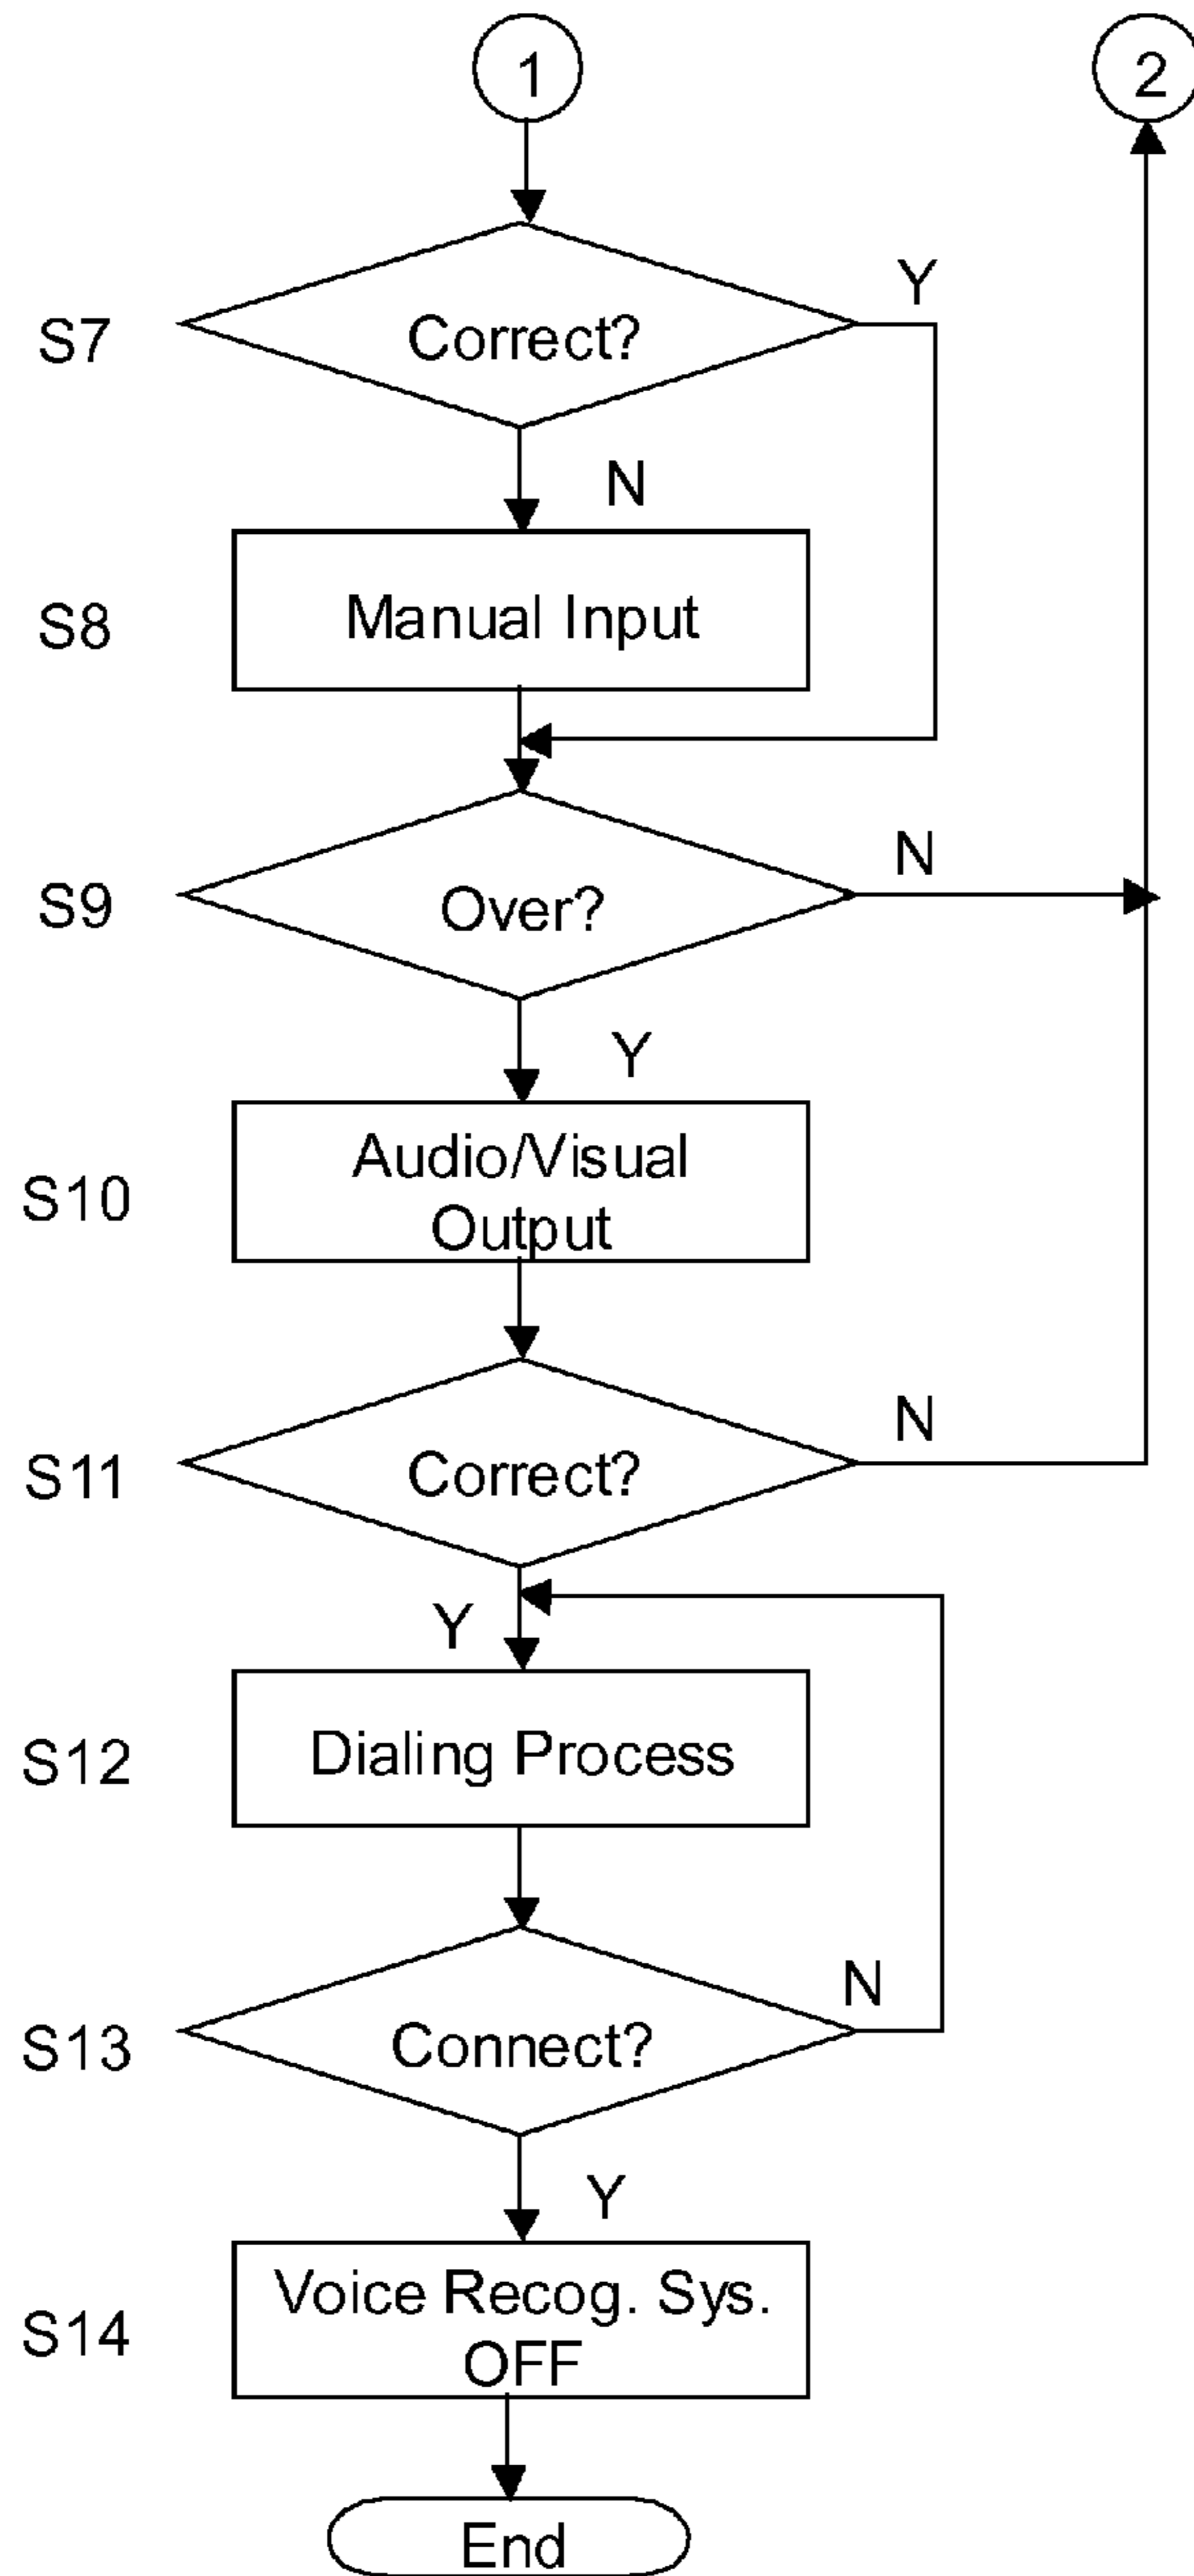 1
2
S7
Correct?
Y
N
S8
Manual Input
S9
Over?
N
Y
S10
Audio/Visual
Output
S11
Correct?
N
Y
S12
Dialing Process
S13
Connect?
N
Y
S14
Voice Recog. Sys.
OFF
End